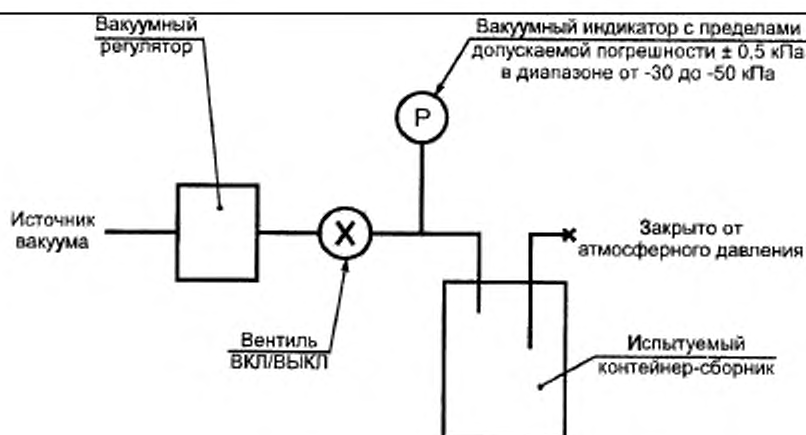 Вакуумный
регулятор
Вакуумный индикатор с пределами
допускаемой погрешности ± 0,5 кПа
в диапазоне от -30 до -50 кПа
P
Источник
вакуума
X
Закрыто от
атмосферного давления
Вентиль
ВКЛ/ВЫКЛ
Испытуемый
контейнер-сборник